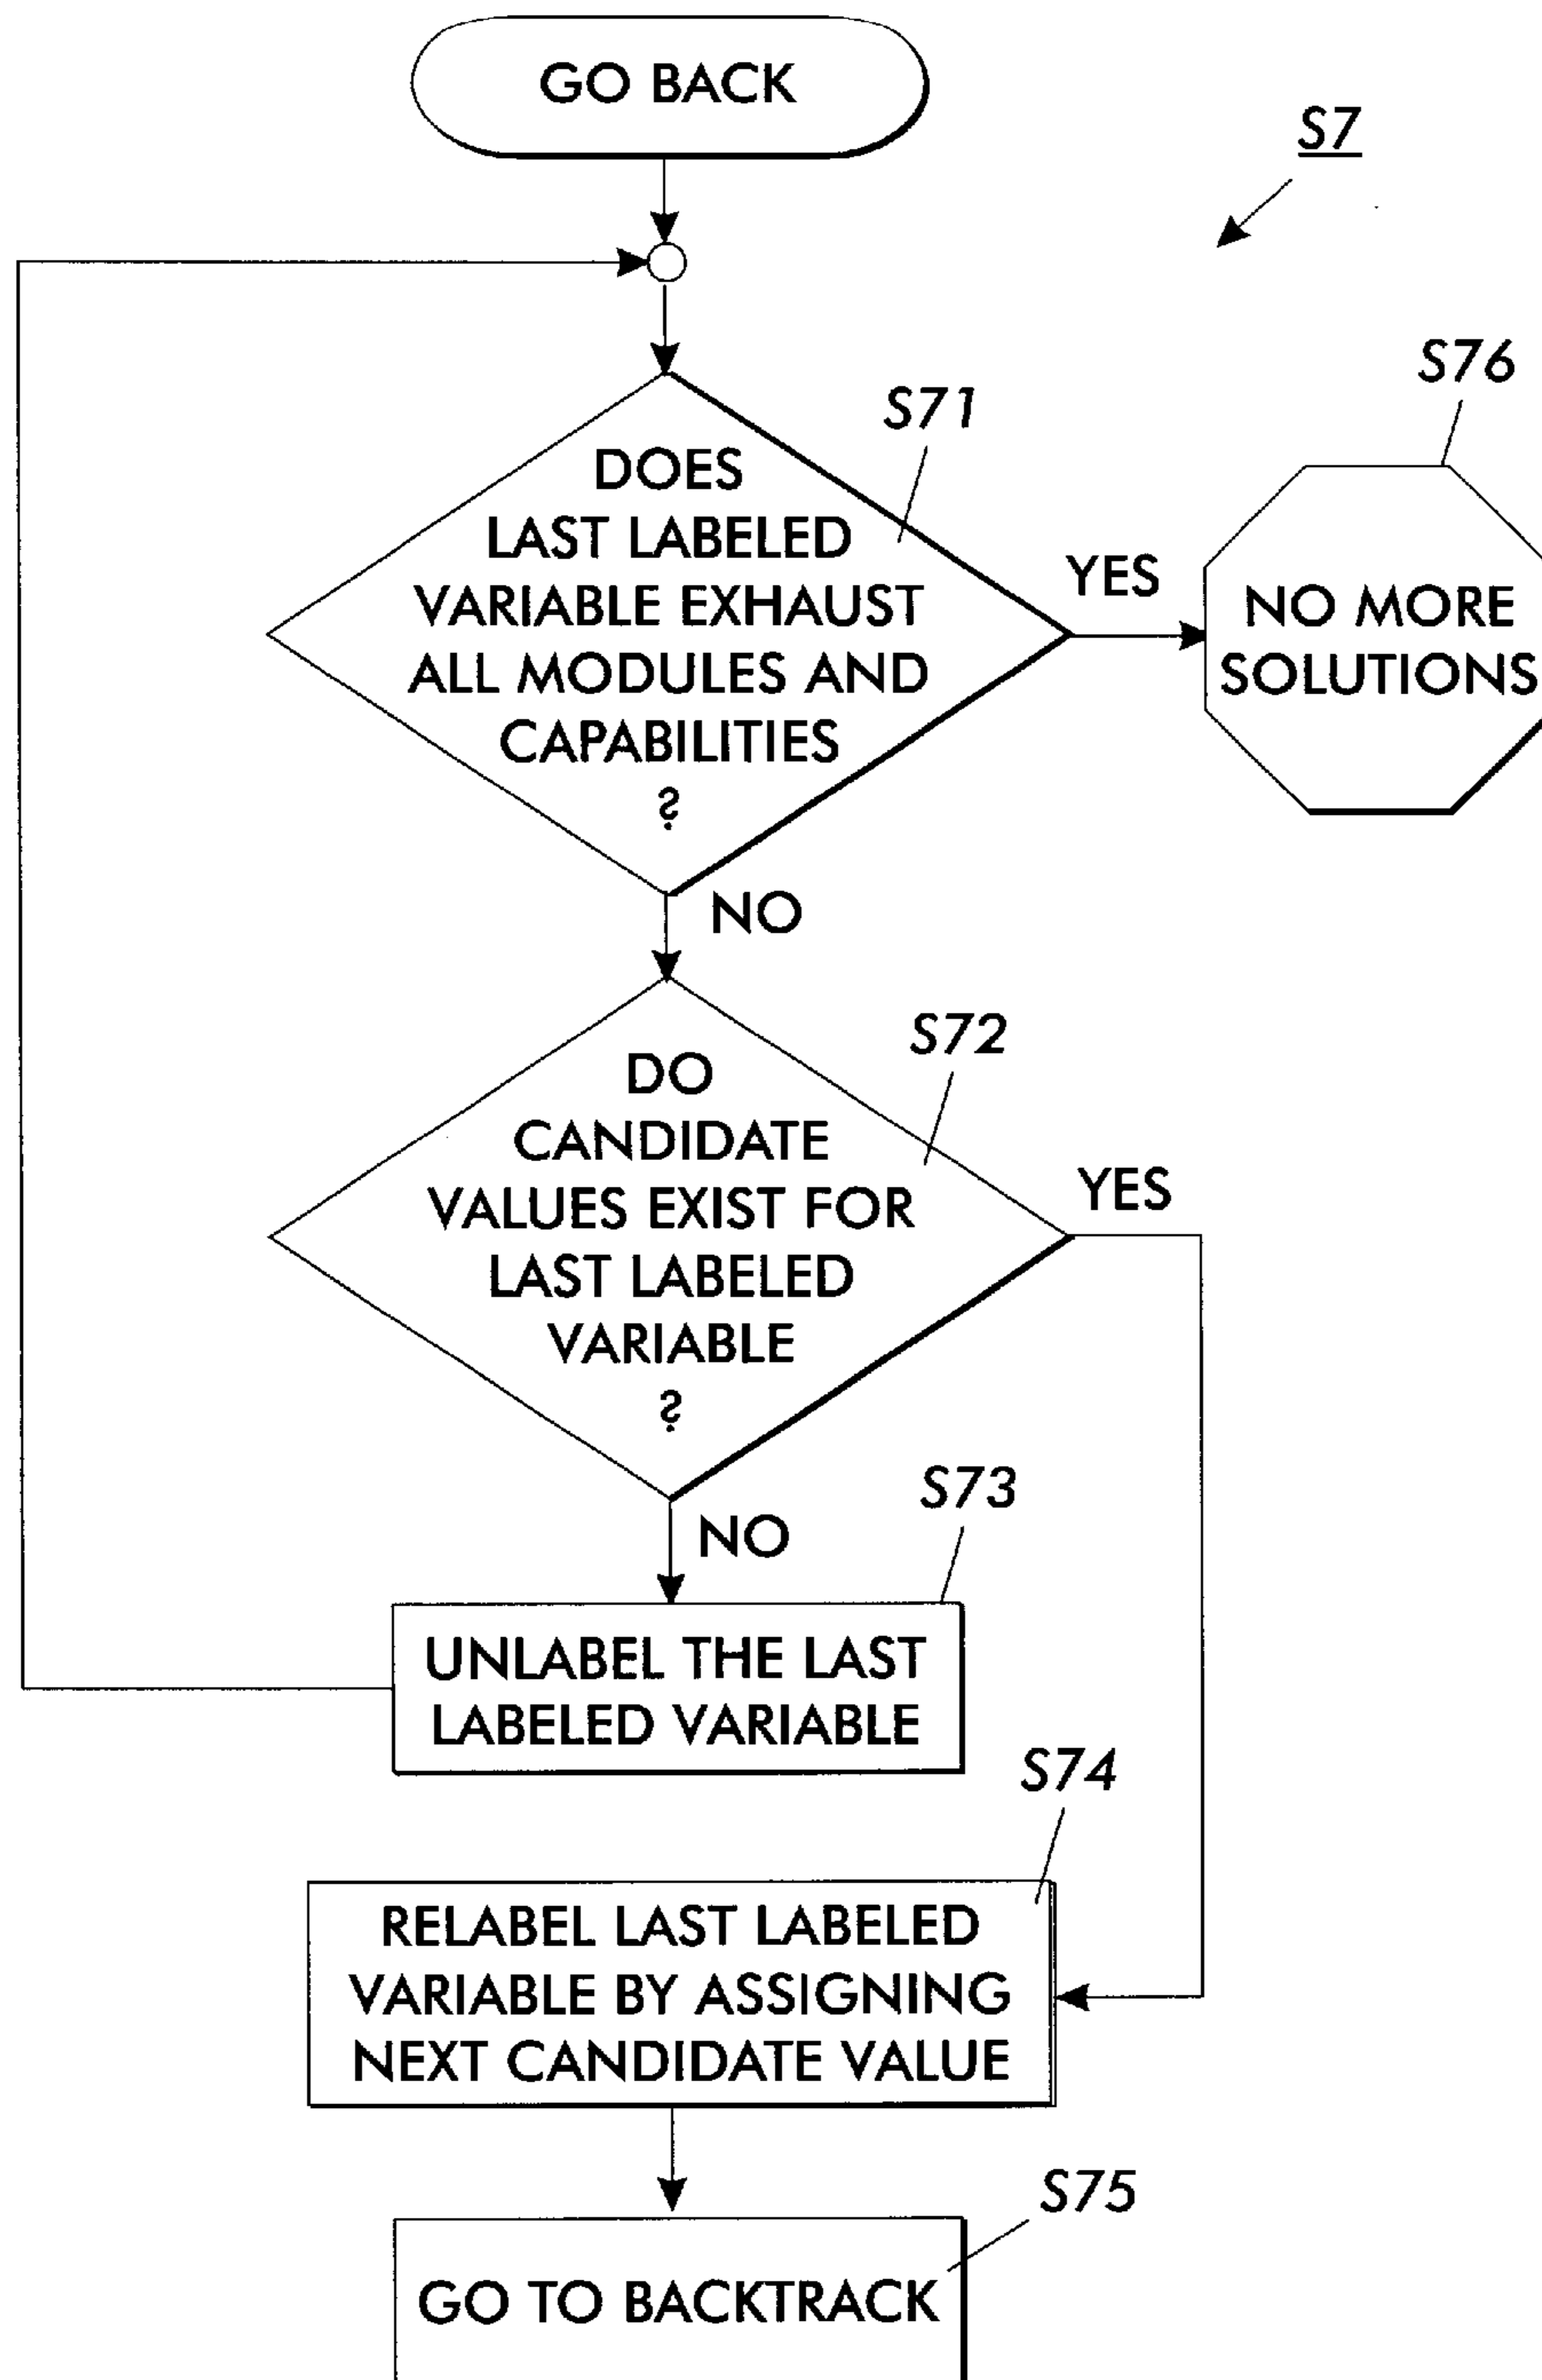 GO BACK
S7
S71
DOES
LAST LABELED
VARIABLE EXHAUST
ALL MODULES AND
CAPABILITIES
?
YES
S76
NO MORE
SOLUTIONS
NO
S72
DO
CANDIDATE
VALUES EXIST FOR
LAST LABELED
VARIABLE
?
YES
NO
S73
UNLABEL THE LAST
LABELED VARIABLE
S74
RELABEL LAST LABELED
VARIABLE BY ASSIGNING
NEXT CANDIDATE VALUE
S75
GO TO BACKTRACK